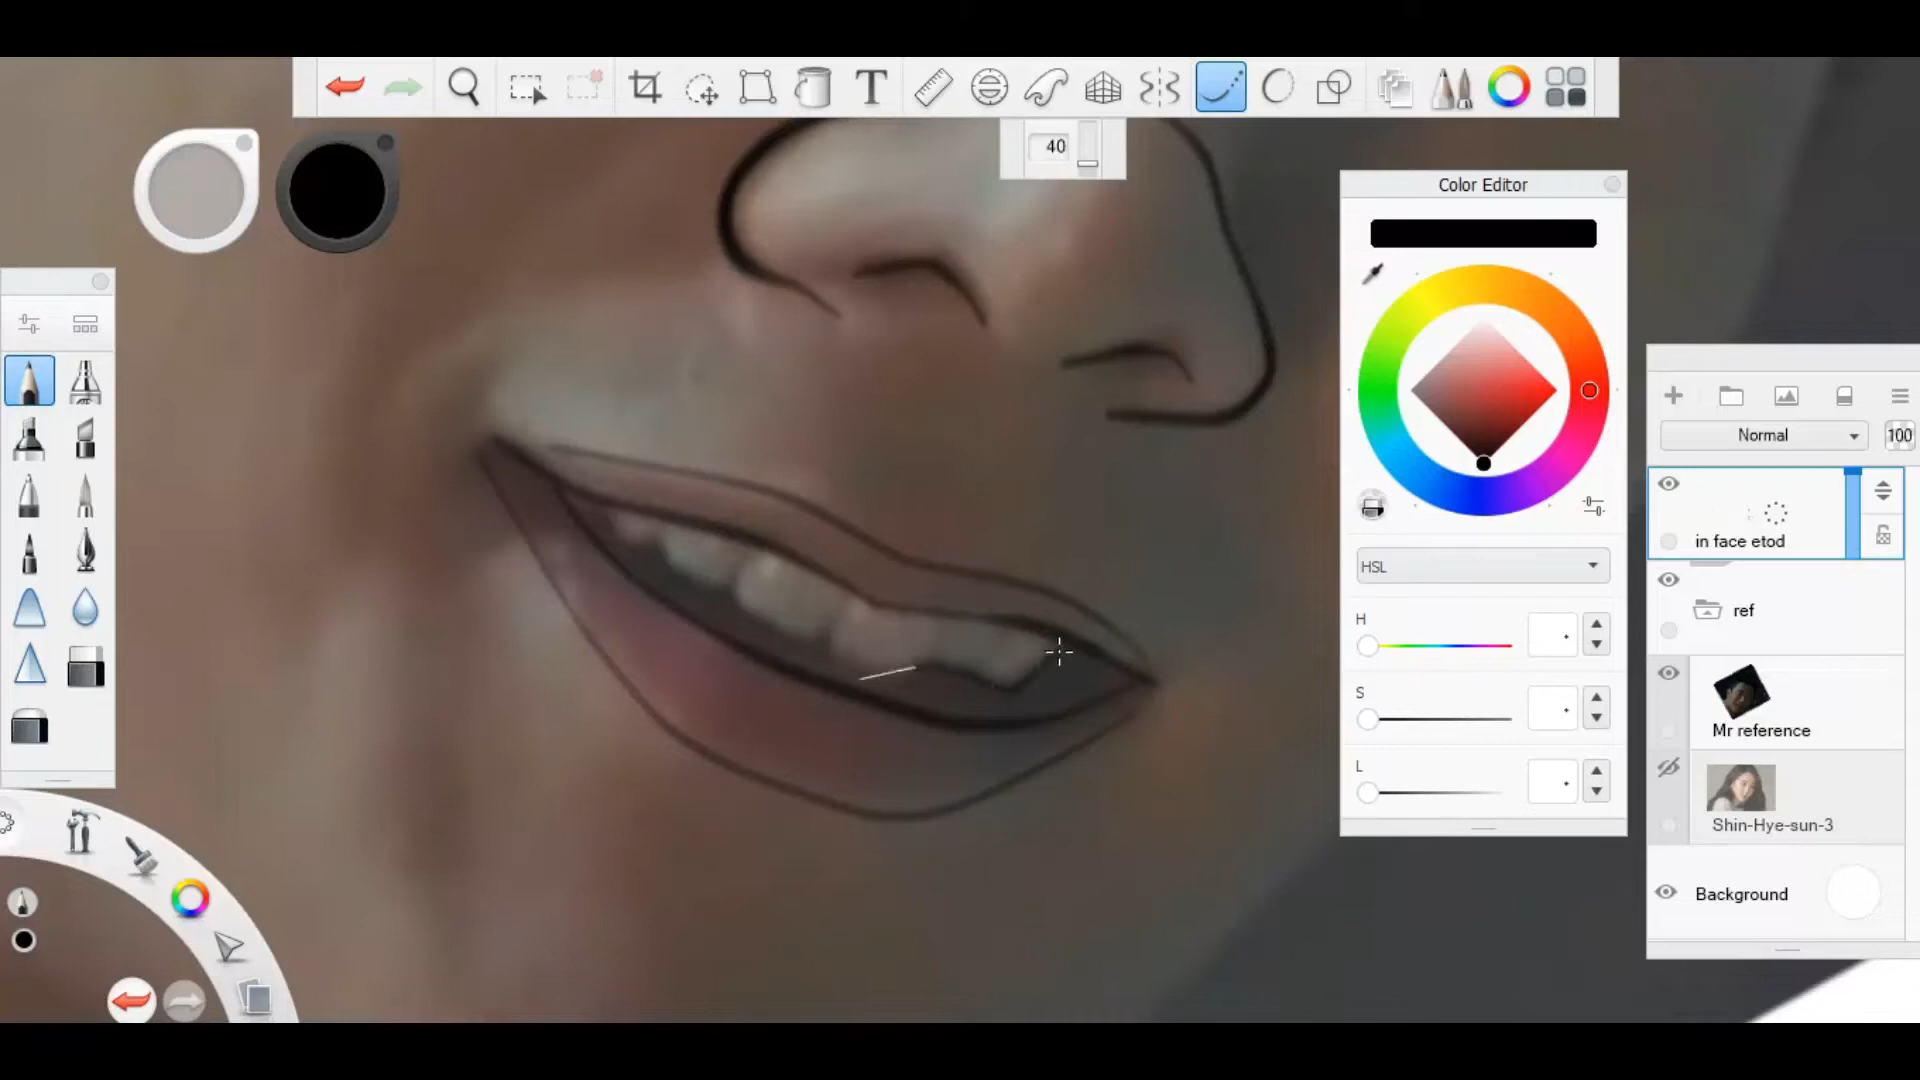 T
40
Color Editor
Normal
100
in face etod
HSL
H
ref
S
Mr reference
L
Shin-Hye-sun-3
Background